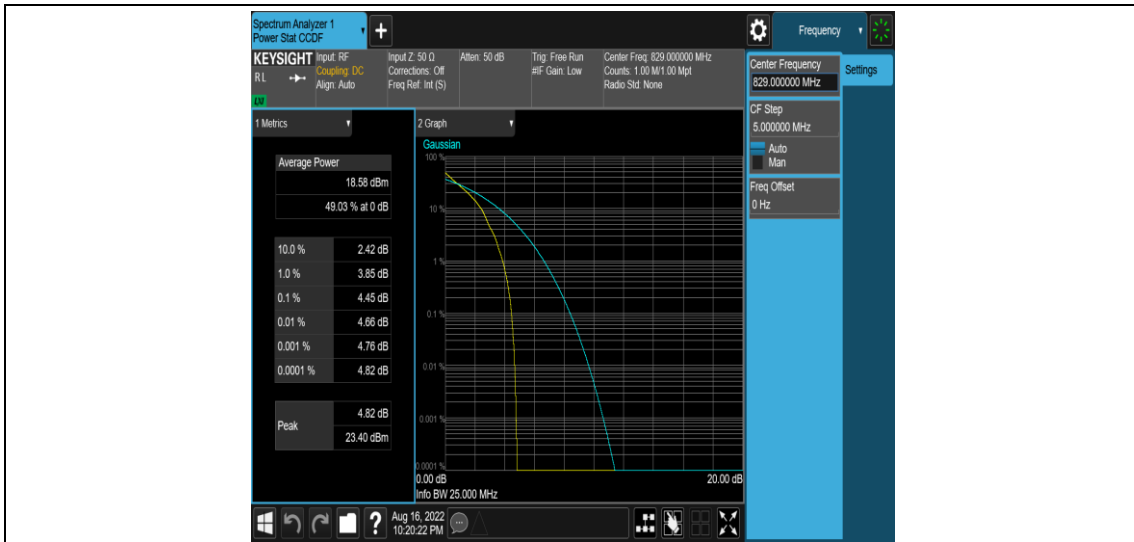 Spectrum Analyzer 1
Power Stat CCDF
+
Frequency
KEYSIGHT
RL
LXI
Input: RF
Coupling: DC
Align: Auto
Input Z: 50 Ω
Corrections: Off
Freq Ref: Int (S)
Atten: 50 dB
Trig: Free Run
#IF Gain: Low
Center Freq: 829.000000 MHz
Counts: 1.00 M/1.00 Mpt
Radio Std: None
Center Frequency
829.000000 MHz
Settings
CF Step
5.000000 MHz
Auto
Man
Freq Offset
0 Hz
1 Metrics
Average Power
18.58 dBm
49.03 % at 0 dB
10.0 % 2.42 dB
1.0 % 3.85 dB
0.1 % 4.45 dB
0.01 % 4.66 dB
0.001 % 4.76 dB
0.0001 % 4.82 dB
Peak
4.82 dB
23.40 dBm
2 Graph
Gaussian
100 %
10 %
1 %
0.1 %
0.01 %
0.001 %
0.0001 %
0.00 dB 20.00 dB
Info BW 25.000 MHz
?
Aug 16, 2022
10:20:22 PM